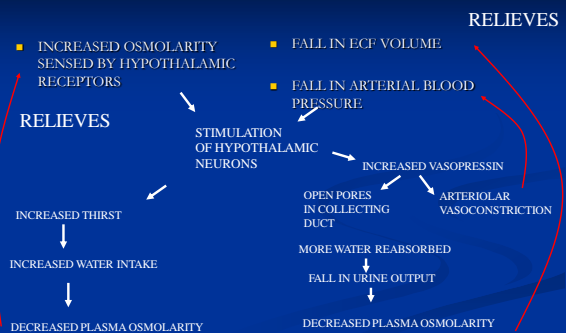 RELIEVES
INCREASED OSMOLARITY
SENSED BY HYPOTHALAMIC
RECEPTORS
FALL IN ECF VOLUME
FALL IN ARTERIAL BLOOD
PRESSURE
RELIEVES
STIMULATION
OF HYPOTHALAMIC
NEURONS
INCREASED VASOPRESSIN
OPEN PORES
IN COLLECTING
DUCT
ARTERIOLAR
VASOCONSTRICTION
INCREASED THIRST
MORE WATER REABSORBED
INCREASED WATER INTAKE
FALL IN URINE OUTPUT
DECREASED PLASMA OSMOLARITY
DECREASED PLASMA OSMOLARITY